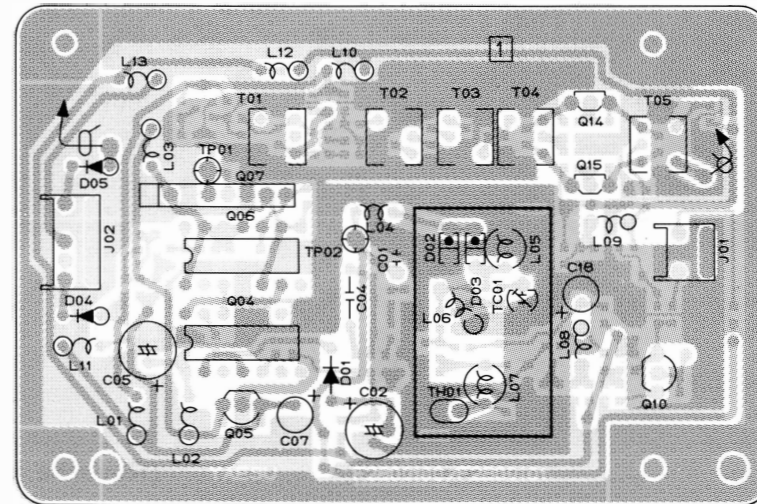 1
L12
L10
L13
T01
T02
T03
T04
Q14
T05
L03
TP01
Q15
D05
Q07
Q06
L04
J02
TP02
C01
D02
D03
L05
L09
J01
C18
TC01
D04
Q04
C04
L06
L08
L11
C05
D01
L07
TH01
Q10
L01
L02
Q05
C07
C02